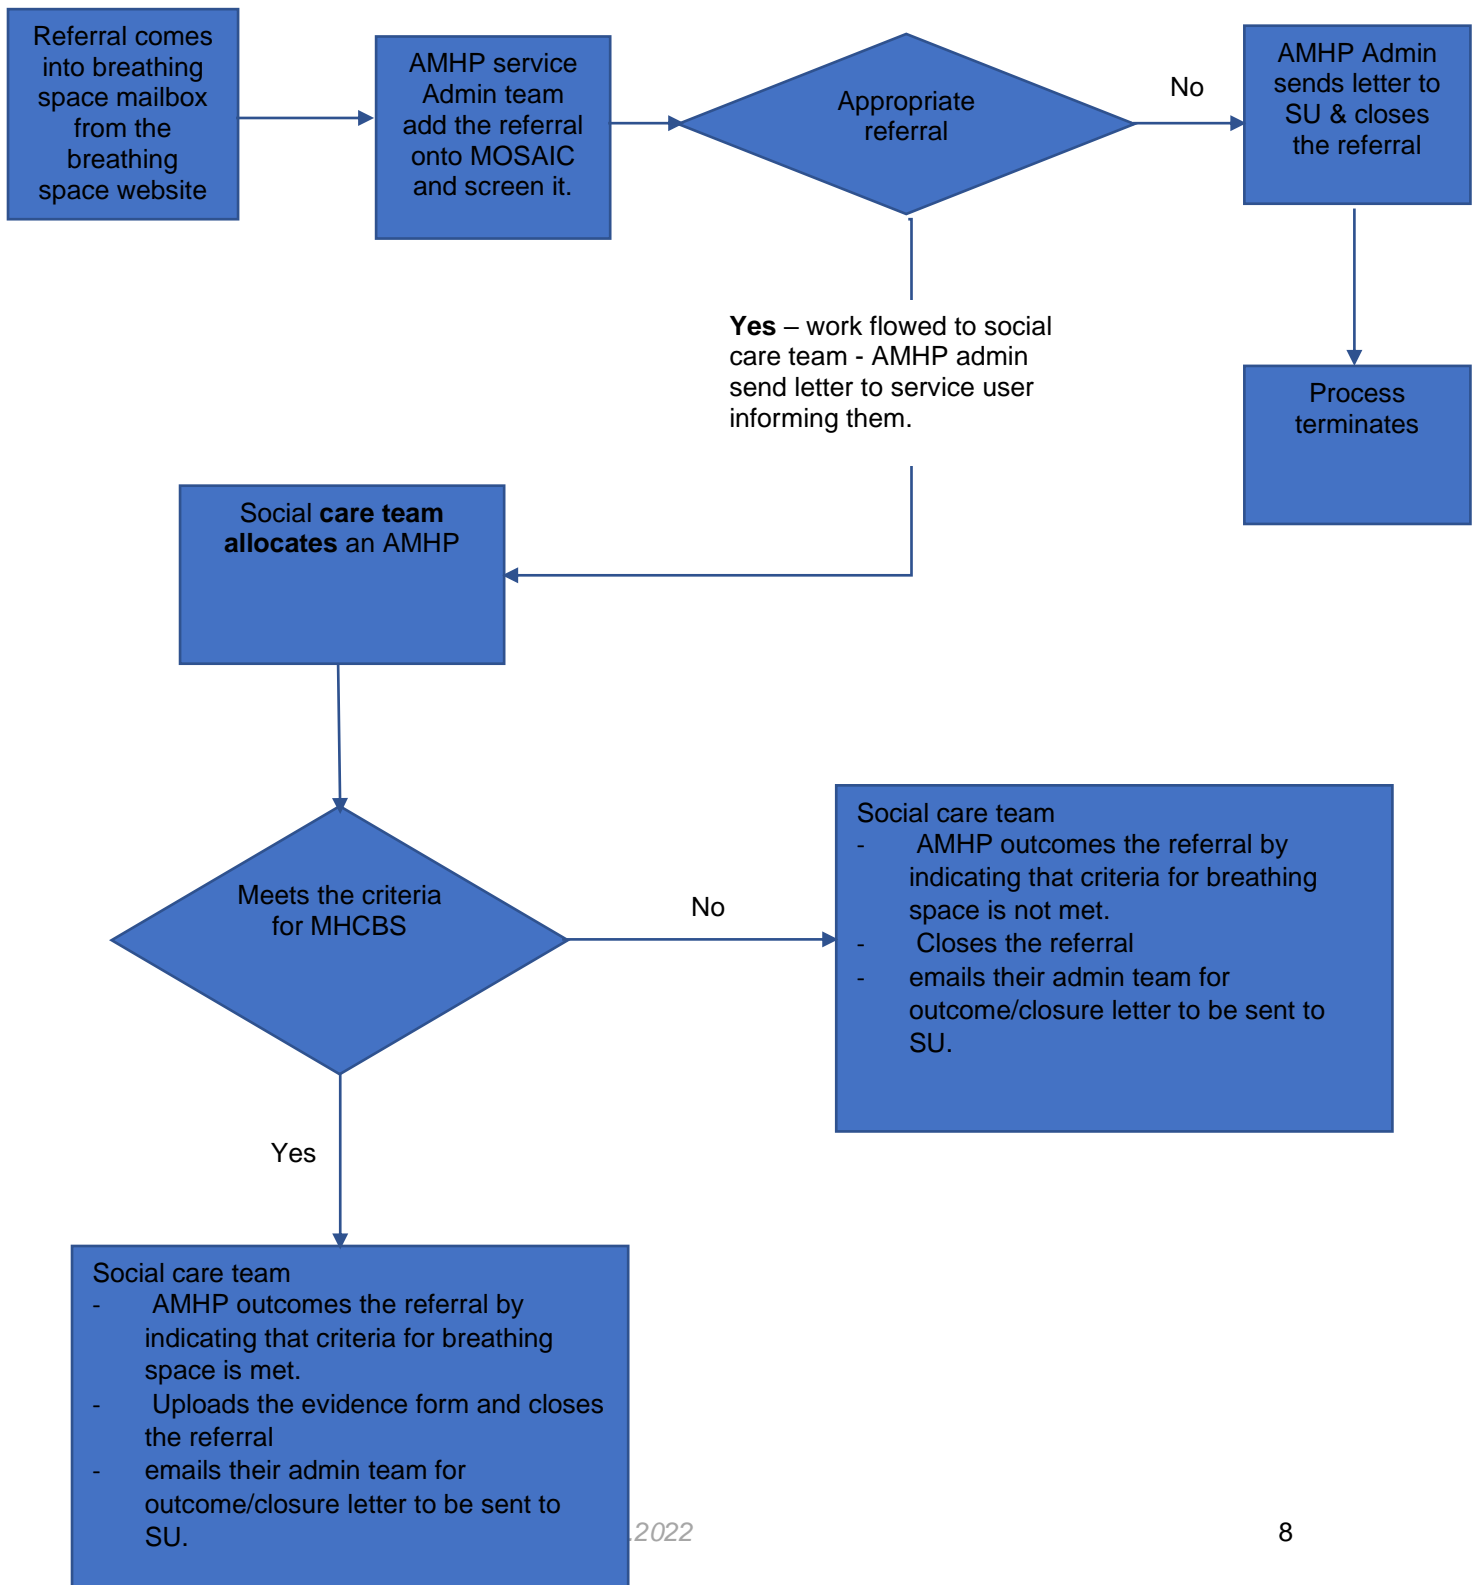 Referral comes
into breathing
space mailbox
from the
breathing
space website
AMHP service
Admin team
add the referral
onto MOSAIC
and screen it.
Appropriate
referral
No
AMHP Admin
sends letter to
SU & closes
the referral
Process
terminates
Yes – work flowed to social
care team - AMHP admin
send letter to service user
informing them.
Social care team
allocates an AMHP
Meets the criteria
for MHCBS
No
Social care team
- AMHP outcomes the referral by
indicating that criteria for breathing
space is not met.
- Closes the referral
- emails their admin team for
outcome/closure letter to be sent to
SU.
Yes
Social care team
- AMHP outcomes the referral by
indicating that criteria for breathing
space is met.
- Uploads the evidence form and closes
the referral
- emails their admin team for
outcome/closure letter to be sent to
SU.
.2022
8